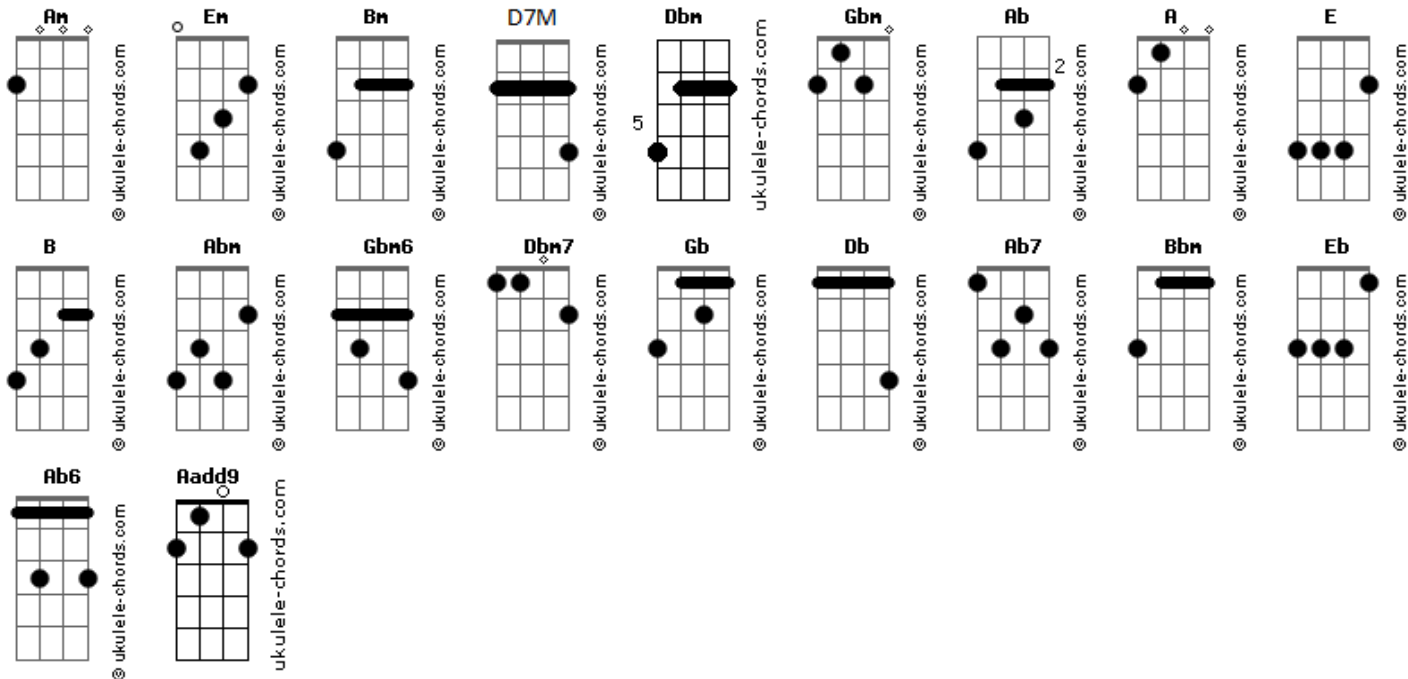 Am Em Bm D7M Dbm Gbm Ab A E
© ukulele-chords.com © ukulele-chords.com © ukulele-chords.com © ukulele-chords.com ukulele-chords.com © ukulele-chords.com © ukulele-chords.com © ukulele-chords.com © ukulele-chords.com
2
5
B Abm Gbm6 Dbm7 Gb Db Ab7 Bbm Eb
© ukulele-chords.com © ukulele-chords.com © ukulele-chords.com © ukulele-chords.com © ukulele-chords.com © ukulele-chords.com © ukulele-chords.com © ukulele-chords.com © ukulele-chords.com
Ab6 Aadd9
© ukulele-chords.com ukulele-chords.com